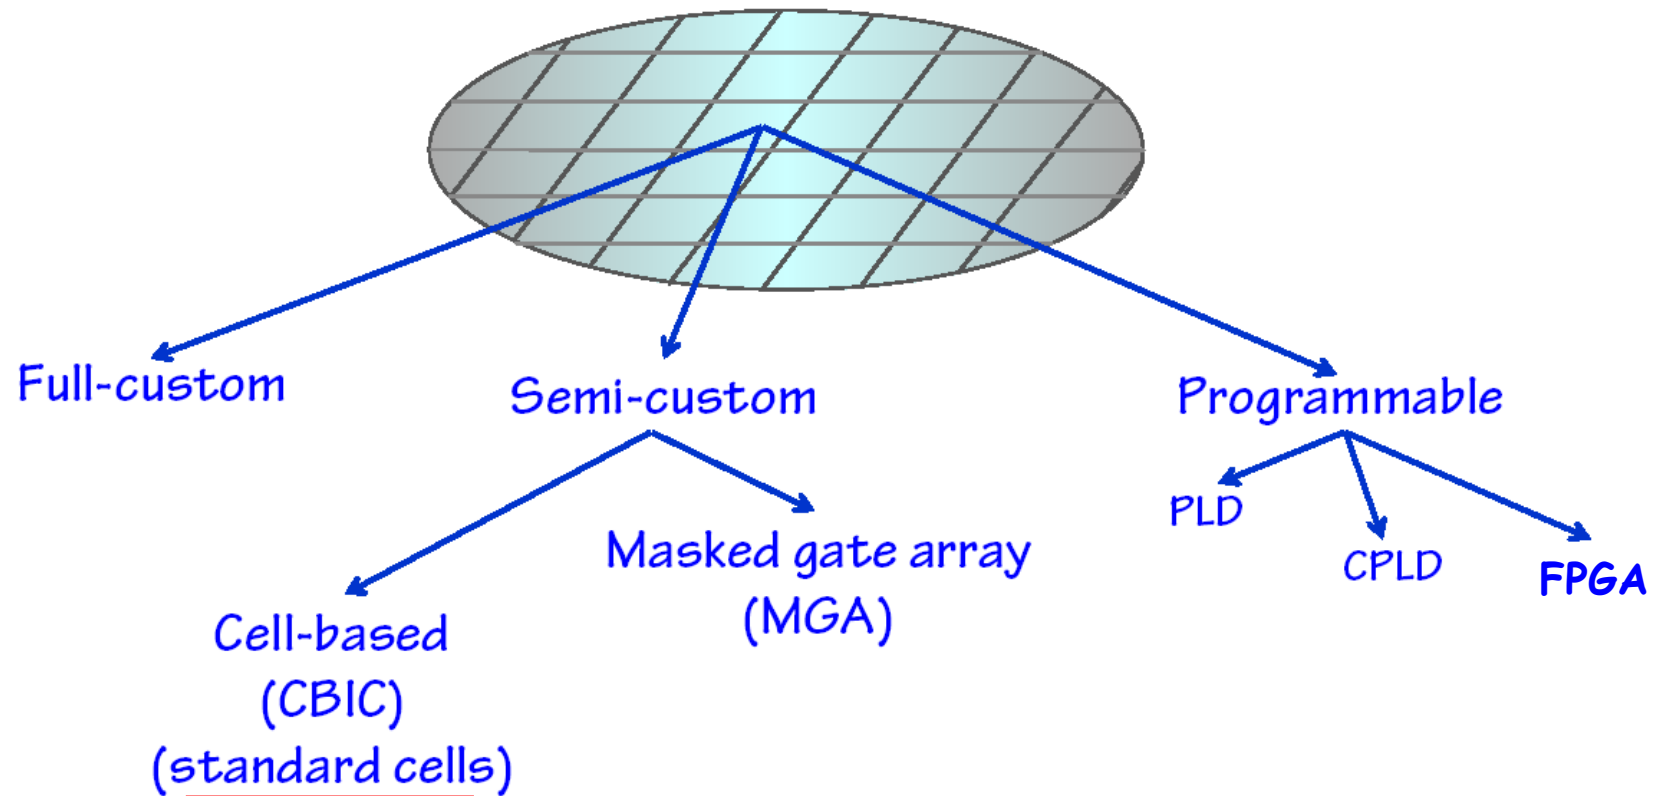 Full-custom
Semi-custom
Programmable
PLD
CPLD
FPGA
Masked gate array
(MGA)
Cell-based
(CBIC)
(standard cells)